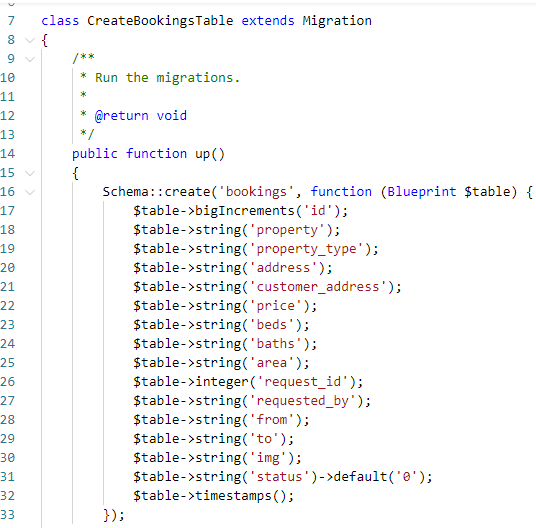 7 class CreateBookingsTable extends Migration
8 {
9 /**
10 * Run the migrations.
11 *
12 * @return void
13 */
14 public function up()
15 {
16 Schema::create('bookings', function (Blueprint $table) {
17 $table->bigIncrements('id');
18 $table->string('property');
19 $table->string('property_type');
20 $table->string('address');
21 $table->string('customer_address');
22 $table->string('price');
23 $table->string('beds');
24 $table->string('baths');
25 $table->string('area');
26 $table->integer('request_id');
27 $table->string('requested_by');
28 $table->string('from');
29 $table->string('to');
30 $table->string('img');
31 $table->string('status')->default('0');
32 $table->timestamps();
33 });